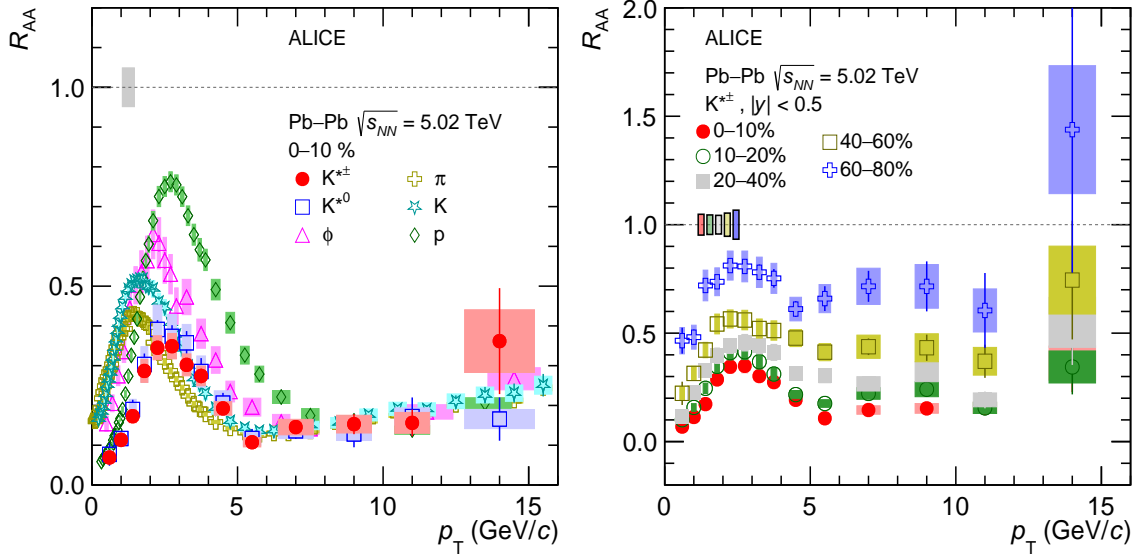 R_AA
ALICE
1.0
Pb–Pb √s_NN = 5.02 TeV
0–10 %
K*± π
K*0 K
ϕ p
0.5
0.0
0 5 10 15
p_T (GeV/c)
R_AA
2.0
ALICE
Pb–Pb √s_NN = 5.02 TeV
K*± , |y| < 0.5
0–10% 40–60%
10–20% 60–80%
20–40%
1.5
1.0
0.5
0.0
0 5 10 15
p_T (GeV/c)